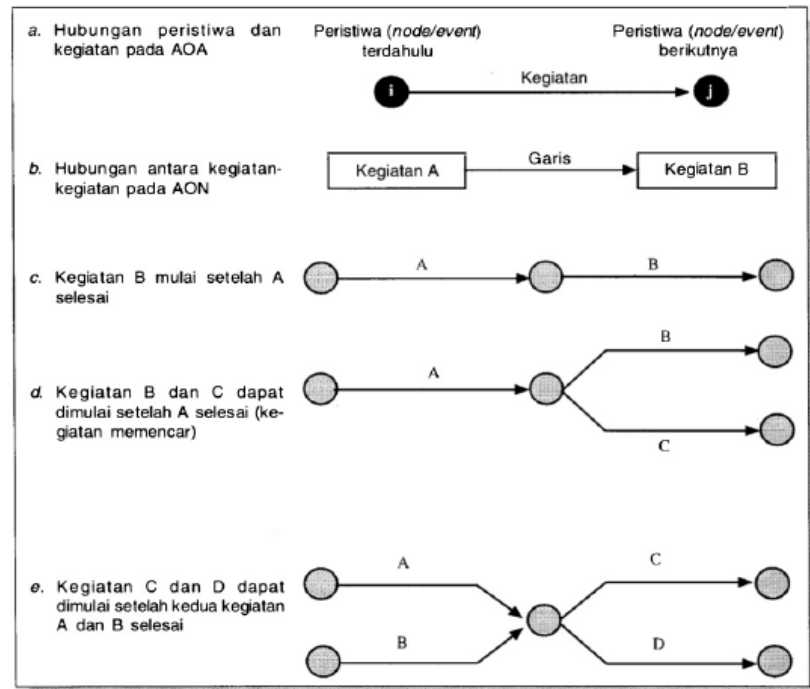 a. Hubungan peristiwa dan
kegiatan pada AOA
Peristiwa (node/event)
terdahulu
Peristiwa (node/event)
berikutnya
i
Kegiatan
j
b. Hubungan antara kegiatan-
kegiatan pada AON
Kegiatan A
Garis
Kegiatan B
c. Kegiatan B mulai setelah A
selesai
A
B
d. Kegiatan B dan C dapat
dimulai setelah A selesai (ke-
giatan memencar)
A
B
C
e. Kegiatan C dan D dapat
dimulai setelah kedua kegiatan
A dan B selesai
A
B
C
D